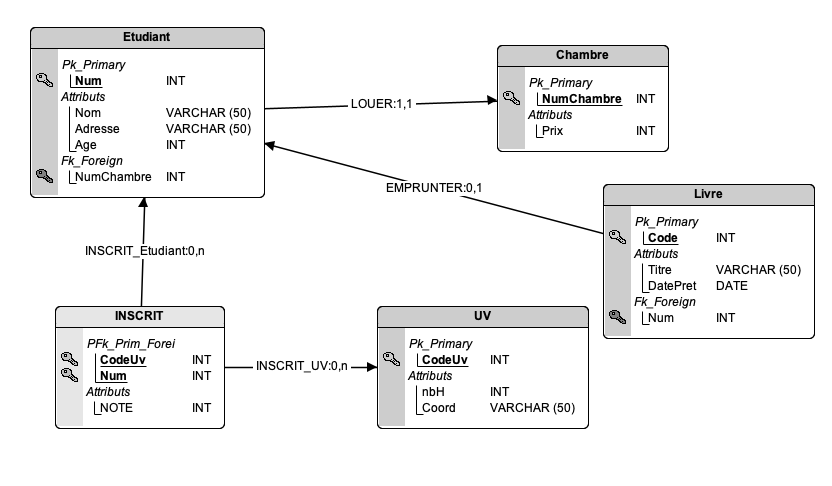 Etudiant
Pk_Primary
Num INT
Attributs
Nom VARCHAR (50)
Adresse VARCHAR (50)
Age INT
Fk_Foreign
NumChambre INT
LOUER:1,1
Chambre
Pk_Primary
NumChambre INT
Attributs
Prix INT
EMPRUNTER:0,1
Livre
Pk_Primary
Code INT
Attributs
Titre VARCHAR (50)
DatePret DATE
Fk_Foreign
Num INT
INSCRIT_Etudiant:0,n
INSCRIT
PFk_Prim_Forei
CodeUv INT
Num INT
Attributs
NOTE INT
INSCRIT_UV:0,n
UV
Pk_Primary
CodeUv INT
Attributs
nbH INT
Coord VARCHAR (50)